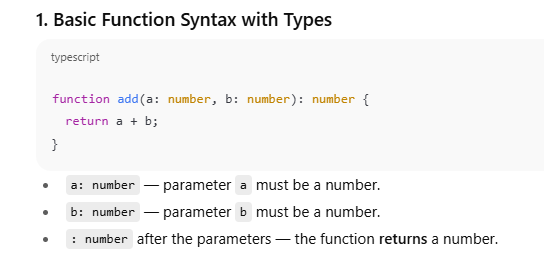 1. Basic Function Syntax with Types
typescript
function add(a: number, b: number): number {
  return a + b;
}
• a: number — parameter a must be a number.
• b: number — parameter b must be a number.
• : number after the parameters — the function returns a number.